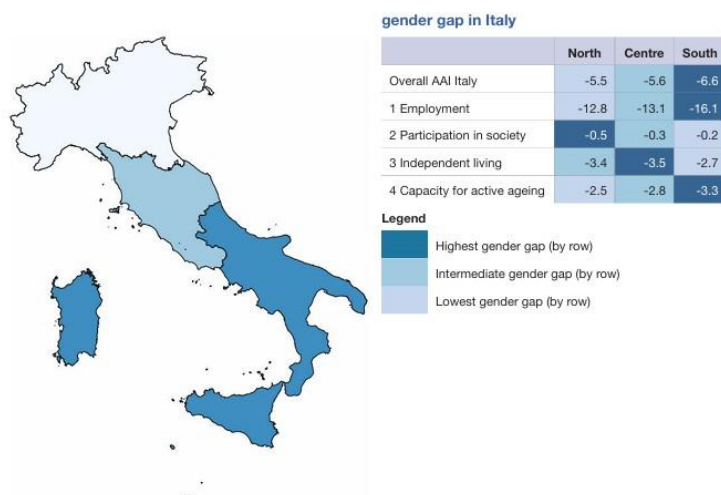 gender gap in Italy
North Centre South
Overall AAI Italy -5.5 -5.6 -6.6
1 Employment -12.8 -13.1 -16.1
2 Participation in society -0.5 -0.3 -0.2
3 Independent living -3.4 -3.5 -2.7
4 Capacity for active ageing -2.5 -2.8 -3.3
Legend
Highest gender gap (by row)
Intermediate gender gap (by row)
Lowest gender gap (by row)